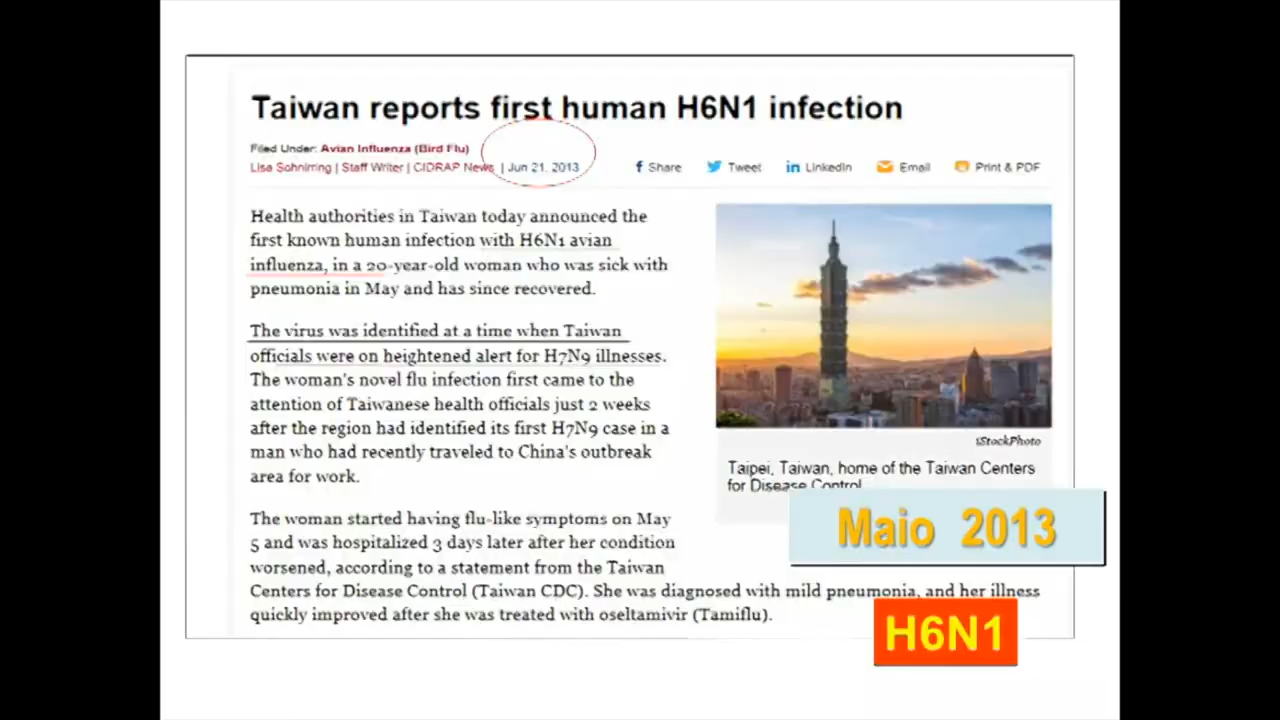 Taiwan reports first human H6N1 infection
Filed Under: Avian Influenza (Bird Flu)
Lisa Schnirring | Staff Writer | CIDRAP News | Jun 21, 2013
Share Tweet LinkedIn Email Print & PDF
Health authorities in Taiwan today announced the
first known human infection with H6N1 avian
influenza, in a 20-year-old woman who was sick with
pneumonia in May and has since recovered.
The virus was identified at a time when Taiwan
officials were on heightened alert for H7N9 illnesses.
The woman's novel flu infection first came to the
attention of Taiwanese health officials just 2 weeks
after the region had identified its first H7N9 case in a
man who had recently traveled to China's outbreak
area for work.
iStockPhoto
Taipei, Taiwan, home of the Taiwan Centers
for Disease Control
The woman started having flu-like symptoms on May
5 and was hospitalized 3 days later after her condition
worsened, according to a statement from the Taiwan
Centers for Disease Control (Taiwan CDC). She was diagnosed with mild pneumonia, and her illness
quickly improved after she was treated with oseltamivir (Tamiflu).
Maio 2013
H6N1